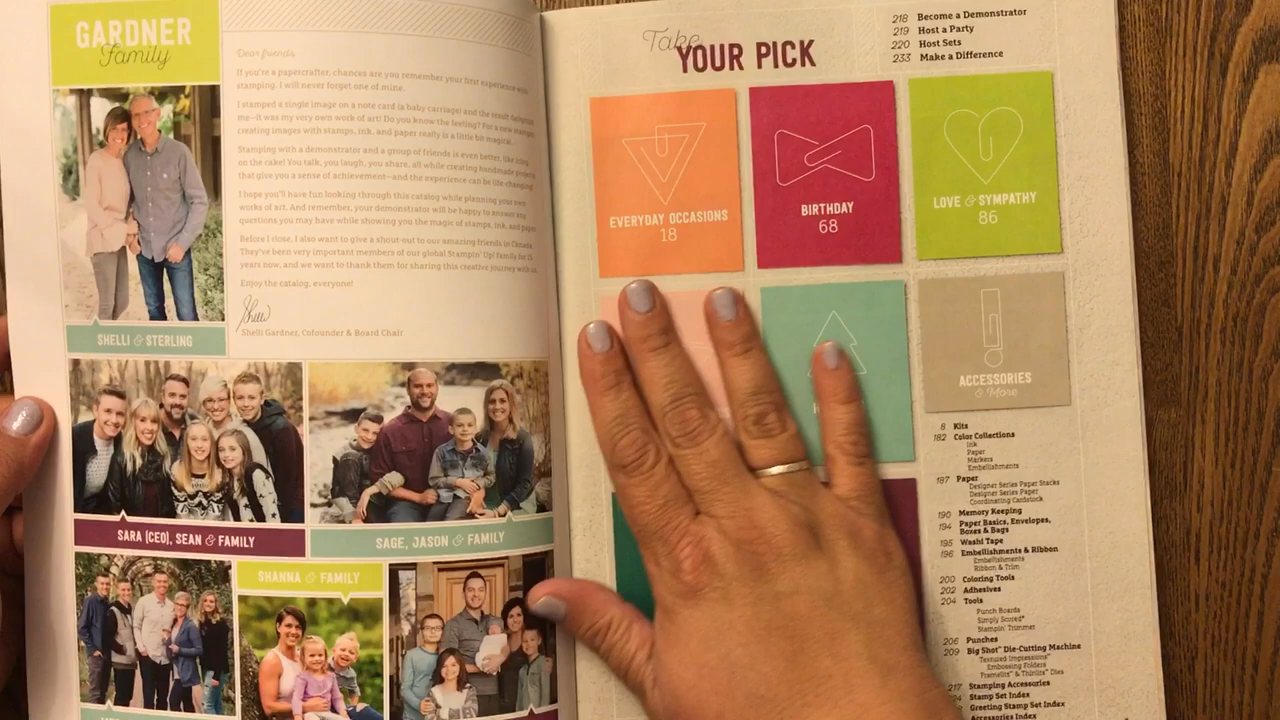 GARDNER
Family
SHELLI & STERLING
Dear friends,
If you're a papercrafter, chances are you remember your first experience with
stamping: I will never forget one of mine.
I stamped a single image on a note card (a baby carriage) and the result delighted
me—it was my very own work of art! Do you know the feeling? For a new stamper,
creating images with stamps, ink, and paper really is a little bit magical.
Stamping with a demonstrator and a group of friends is even better, like icing
on the cake! You talk, you laugh, you share, all while creating handmade projects
that give you a sense of achievement—and the experience can be life-changing!
I hope you'll have fun looking through this catalog while planning your own
works of art. And remember, your demonstrator will be happy to answer any
questions you may have while showing you the magic of stamps, ink, and paper.
Before I close, I also want to give a shout-out to our amazing friends in Canada.
They've been very important members of our global Stampin' Up! family for 15
years now, and we want to thank them for sharing this creative journey with us.
Enjoy the catalog, everyone!
Shelli
Shelli Gardner, Cofounder & Board Chair
SARA (CEO), SEAN & FAMILY
SAGE, JASON & FAMILY
SHANNA & FAMILY
Take
YOUR PICK
218 Become a Demonstrator
219 Host a Party
220 Host Sets
233 Make a Difference
EVERYDAY OCCASIONS
18
BIRTHDAY
68
LOVE & SYMPATHY
86
ACCESSORIES
& More
8 Kits
182 Color Collections
Ink
Paper
Markers
Embellishments
187 Paper
Designer Series Paper Stacks
Designer Series Paper
Coordinating Cardstock
190 Memory Keeping
194 Paper Basics, Envelopes,
Boxes & Bags
195 Washi Tape
196 Embellishments & Ribbon
Embellishments
Ribbon & Trim
200 Coloring Tools
202 Adhesives
204 Tools
Punch Boards
Simply Scored®
Stampin' Trimmer
206 Punches
209 Big Shot™ Die-Cutting Machine
Textured Impressions™
Embossing Folders
Framelits™ & Thinlits™ Dies
217 Stamping Accessories
Stamp Set Index
Greeting Stamp Set Index
Accessories Index